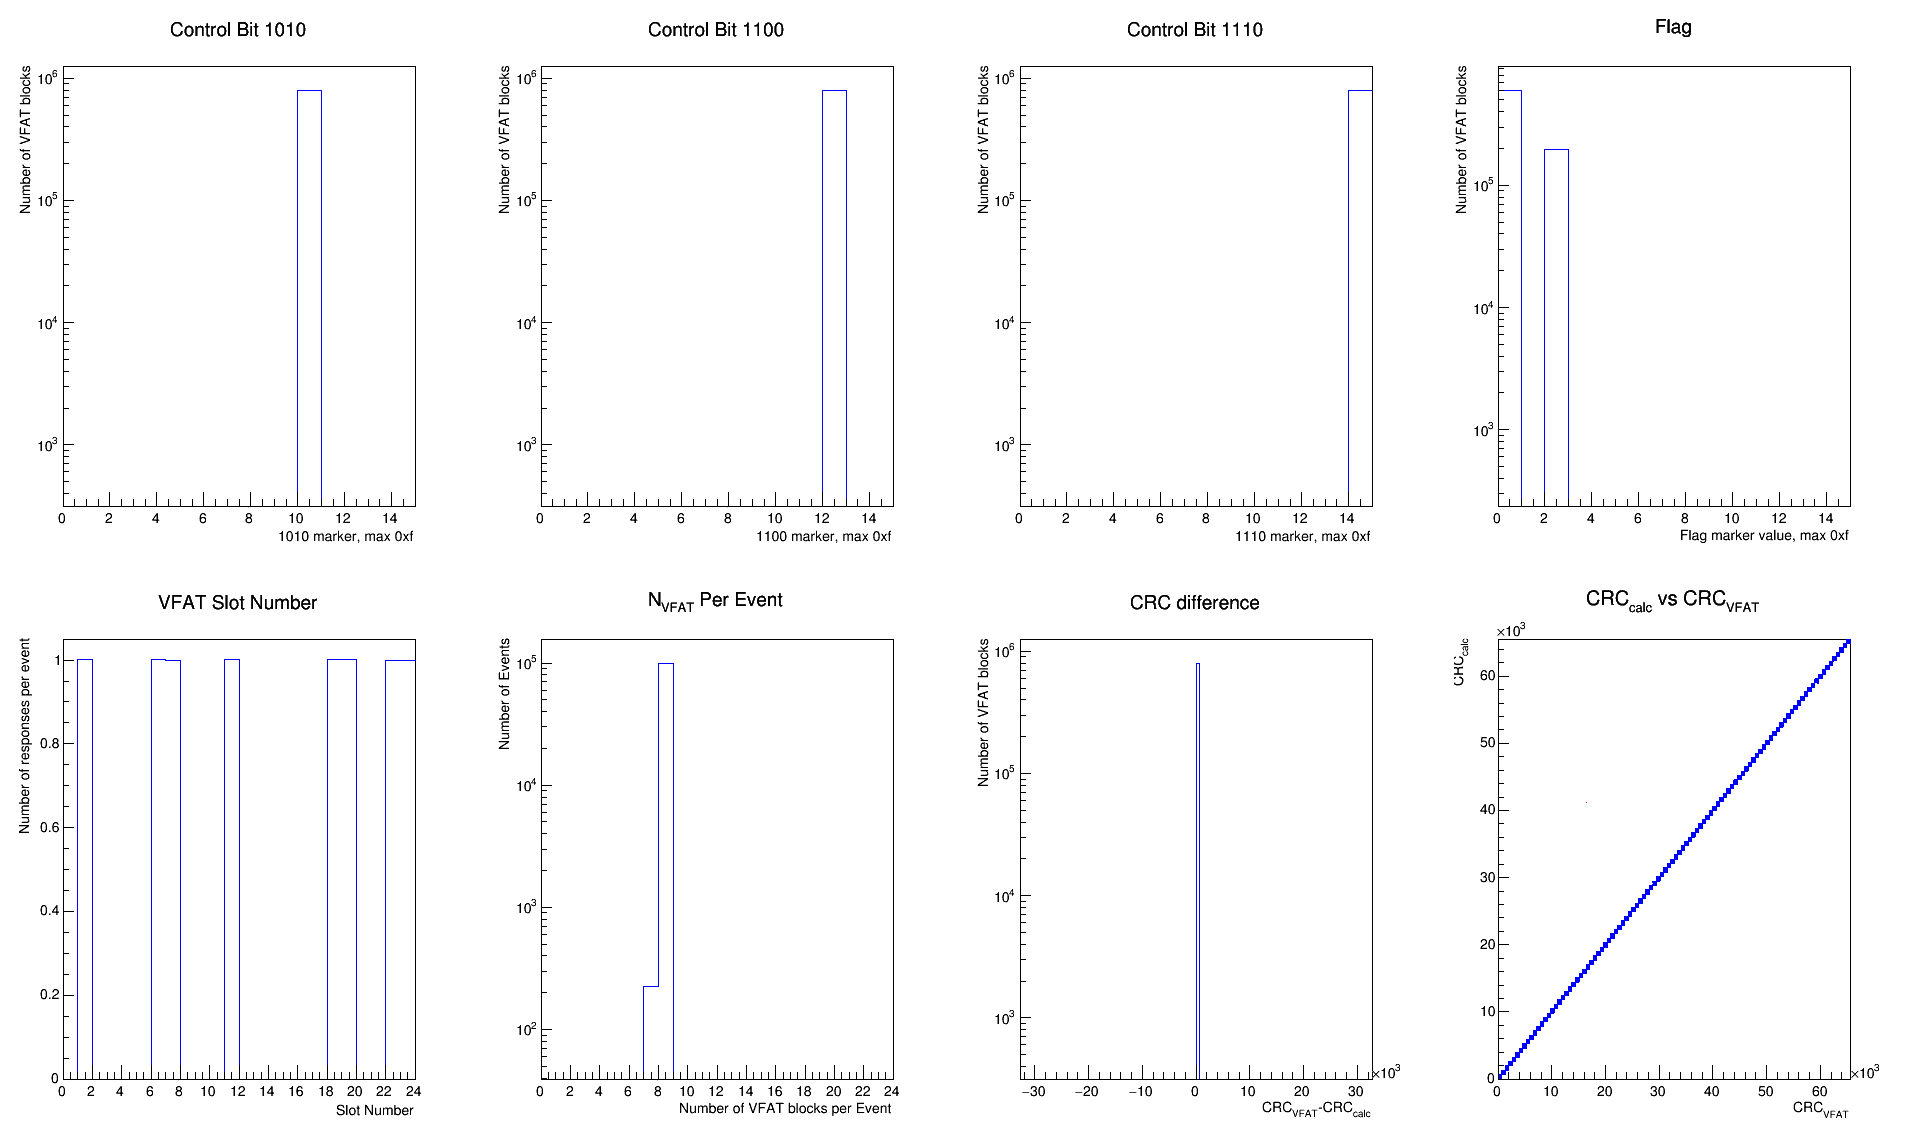 Control Bit 1010
Number of VFAT blocks
10^6
10^5
10^4
10^3
0 2 4 6 8 10 12 14
1010 marker, max 0xf
Control Bit 1100
Number of VFAT blocks
10^6
10^5
10^4
10^3
0 2 4 6 8 10 12 14
1100 marker, max 0xf
Control Bit 1110
Number of VFAT blocks
10^6
10^5
10^4
10^3
0 2 4 6 8 10 12 14
1110 marker, max 0xf
Flag
Number of VFAT blocks
10^5
10^4
10^3
0 2 4 6 8 10 12 14
Flag marker value, max 0xf
VFAT Slot Number
Number of responses per event
1
0.8
0.6
0.4
0.2
0
0 2 4 6 8 10 12 14 16 18 20 22 24
Slot Number
N_VFAT Per Event
Number of Events
10^5
10^4
10^3
10^2
0 2 4 6 8 10 12 14 16 18 20 22 24
Number of VFAT blocks per Event
CRC difference
Number of VFAT blocks
10^6
10^5
10^4
10^3
×10^3
−30 −20 −10 0 10 20 30
CRC_VFAT-CRC_calc
CRC_calc vs CRC_VFAT
×10^3
CRC_calc
60
50
40
30
20
10
0
×10^3
0 10 20 30 40 50 60
CRC_VFAT